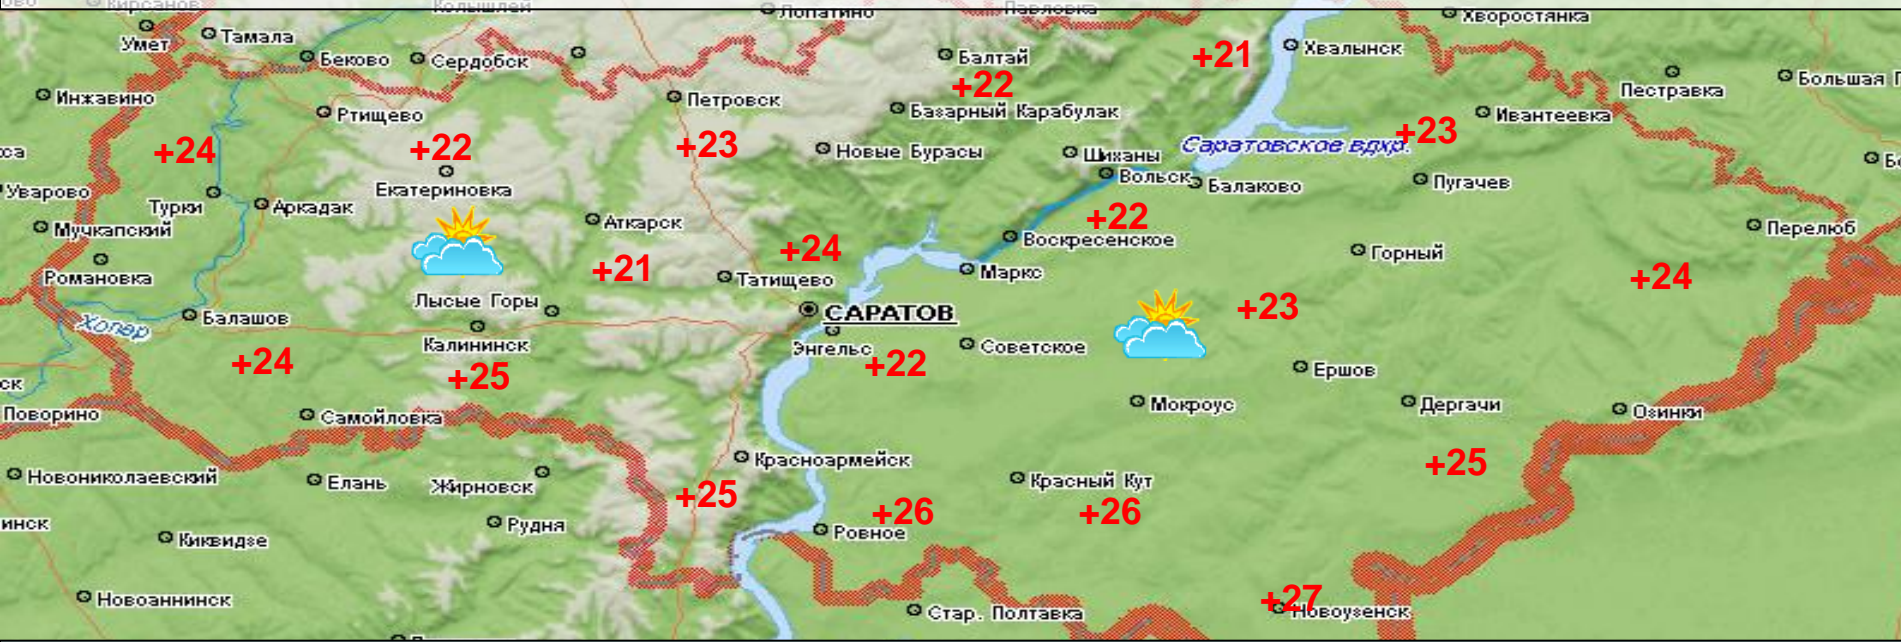 Кирсанов
Колышлей
Лопатино
Павловка
Хворостянка
Умет
Тамала
Беково
Сердобск
Балтай
+21
Хвалынск
Пестравка
Инжавино
Ртищево
Петровск
+22
Базарный Карабулак
Ивантеевка
+24
+22
+23
Новые Бурасы
Шиханы
Саратовское вдхр.
+23
Уварово
Екатериновка
Вольск
Балаково
Пугачев
Турки
Аркадак
Аткарск
+22
Мучкапский
Воскресенское
Перелюб
Горный
+24
+21
Романовка
Татищево
Маркс
+24
Лысые Горы
+23
Хопер
Балашов
САРАТОВ
Калининск
Энгельс
Советское
+24
+25
+22
Ершов
Поворино
Самойловка
Мокроус
Дергачи
Озинки
Новониколаевский
Елань
Жирновск
Красноармейск
+25
+25
Красный Кут
+26
+26
Рудня
Ровное
Киквидзе
Новоаннинск
Стар. Полтавка
+27
Новоузенск